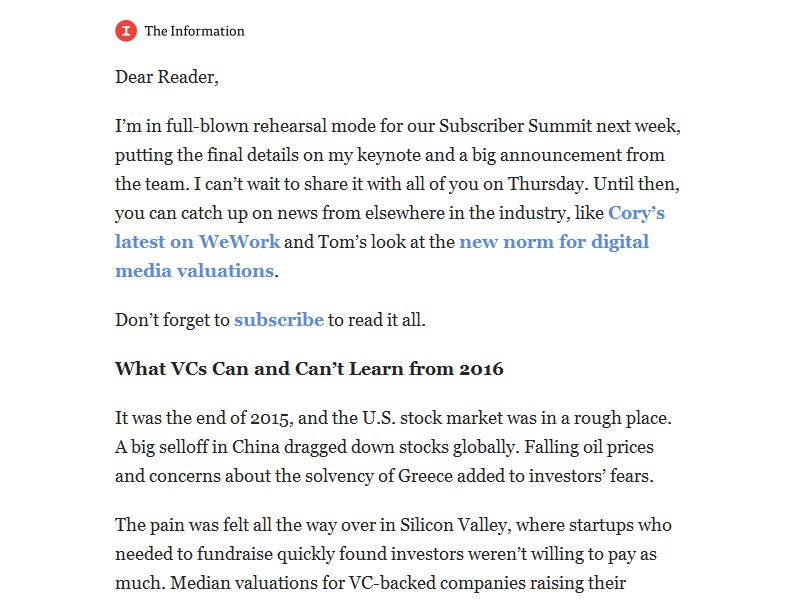 The Information
Dear Reader,
I’m in full-blown rehearsal mode for our Subscriber Summit next week,
putting the final details on my keynote and a big announcement from
the team. I can’t wait to share it with all of you on Thursday. Until then,
you can catch up on news from elsewhere in the industry, like Cory’s
latest on WeWork and Tom’s look at the new norm for digital
media valuations.
Don’t forget to subscribe to read it all.
What VCs Can and Can’t Learn from 2016
It was the end of 2015, and the U.S. stock market was in a rough place.
A big selloff in China dragged down stocks globally. Falling oil prices
and concerns about the solvency of Greece added to investors’ fears.
The pain was felt all the way over in Silicon Valley, where startups who
needed to fundraise quickly found investors weren’t willing to pay as
much. Median valuations for VC-backed companies raising their